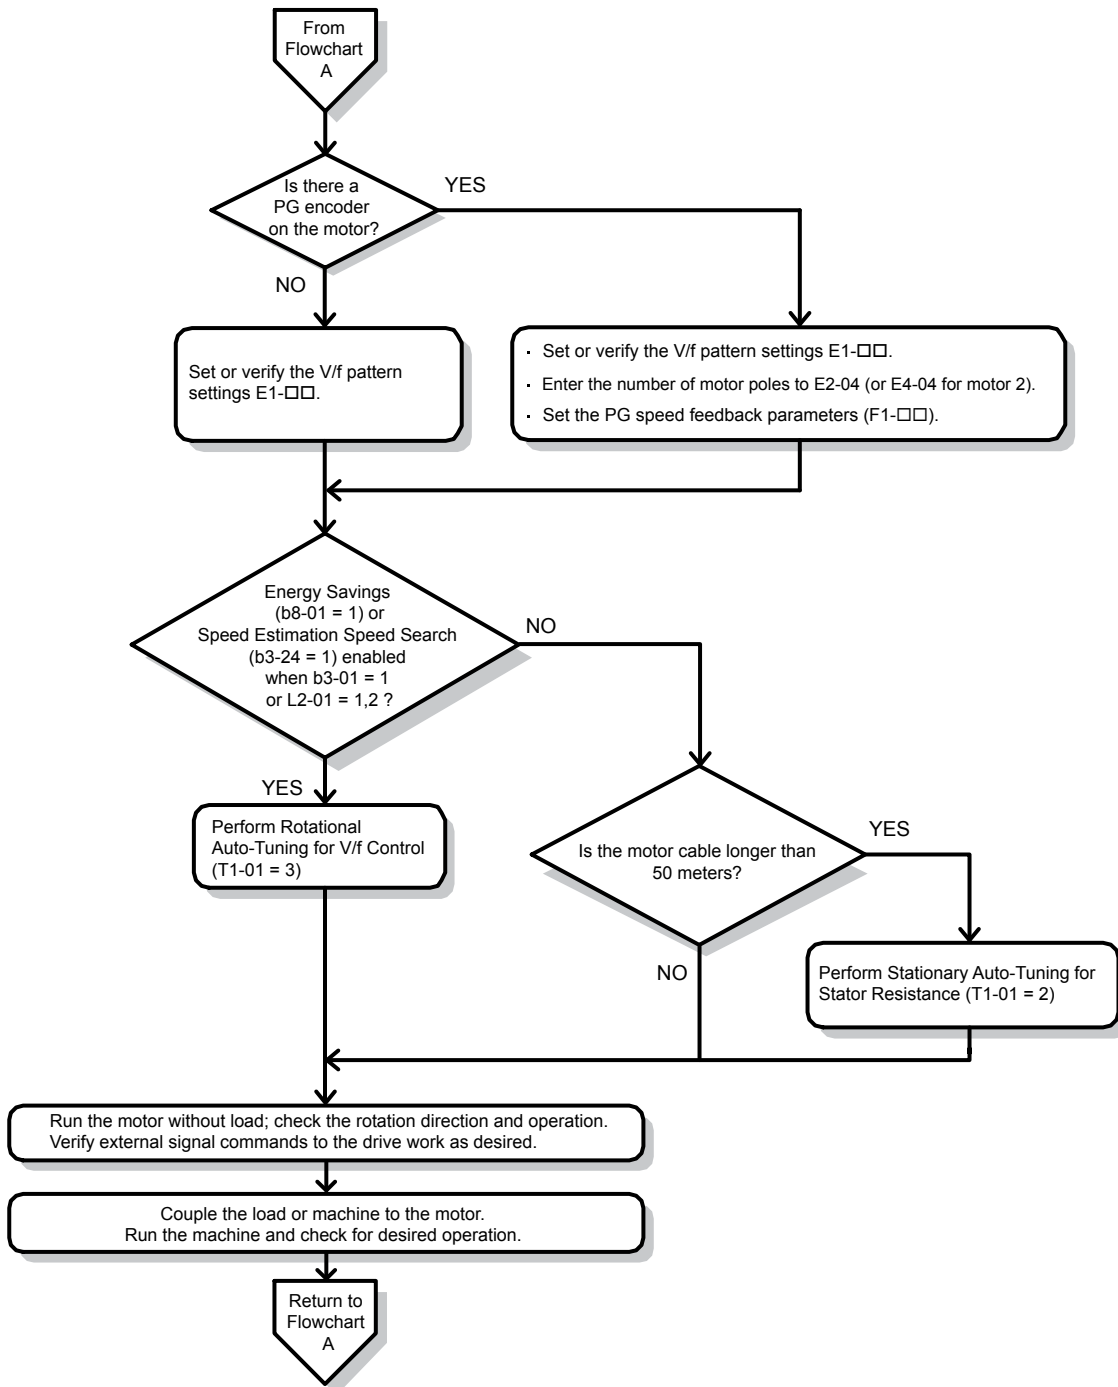 From
Flowchart
A
Is there a
PG encoder
on the motor?
YES
NO
Set or verify the V/f pattern
settings E1-□□.
· Set or verify the V/f pattern settings E1-□□.
· Enter the number of motor poles to E2-04 (or E4-04 for motor 2).
· Set the PG speed feedback parameters (F1-□□).
Energy Savings
(b8-01 = 1) or
Speed Estimation Speed Search
(b3-24 = 1) enabled
when b3-01 = 1
or L2-01 = 1,2 ?
NO
YES
Perform Rotational
Auto-Tuning for V/f Control
(T1-01 = 3)
Is the motor cable longer than
50 meters?
YES
NO
Perform Stationary Auto-Tuning for
Stator Resistance (T1-01 = 2)
Run the motor without load; check the rotation direction and operation.
Verify external signal commands to the drive work as desired.
Couple the load or machine to the motor.
Run the machine and check for desired operation.
Return to
Flowchart
A